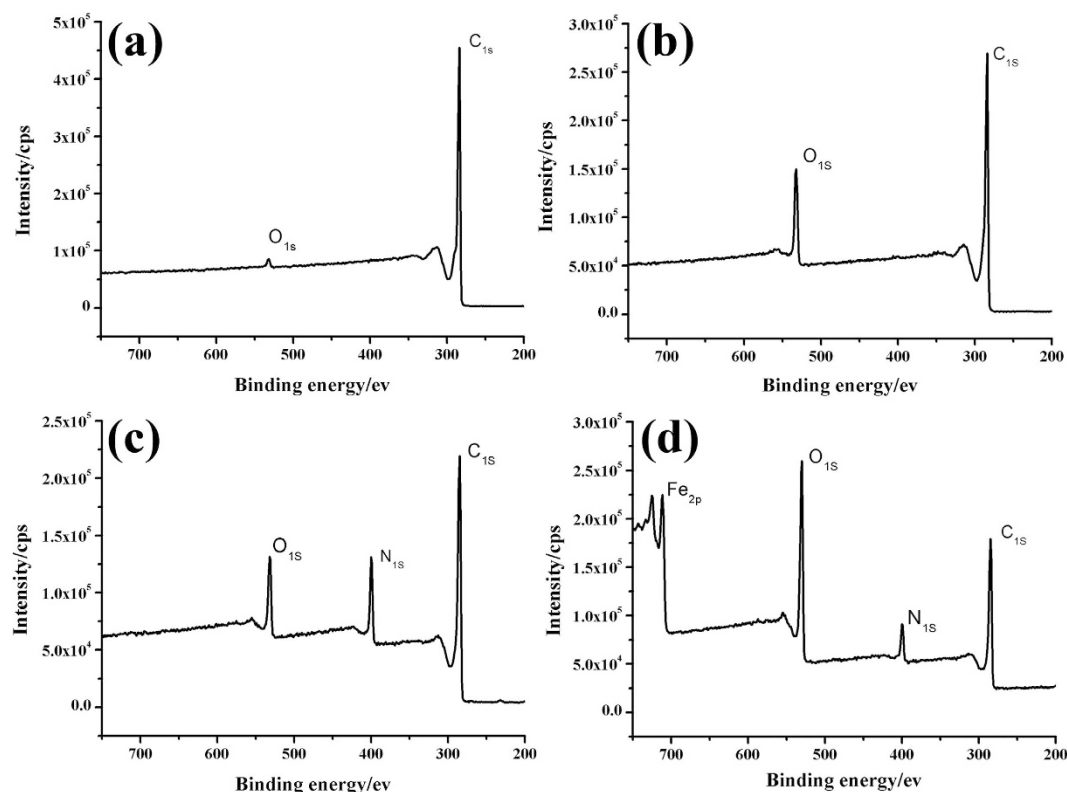 (a)
C1s
O1s
5x10^5
4x10^5
3x10^5
2x10^5
1x10^5
0
Intensity/cps
700 600 500 400 300 200
Binding energy/ev
(b)
C1S
O1S
3.0x10^5
2.5x10^5
2.0x10^5
1.5x10^5
1.0x10^5
5.0x10^4
0.0
Intensity/cps
700 600 500 400 300 200
Binding energy/ev
(c)
C1S
O1S
N1S
2.5x10^5
2.0x10^5
1.5x10^5
1.0x10^5
5.0x10^4
0.0
Intensity/cps
700 600 500 400 300 200
Binding energy/ev
(d)
O1S
Fe2p
C1S
N1S
3.0x10^5
2.5x10^5
2.0x10^5
1.5x10^5
1.0x10^5
5.0x10^4
0.0
Intensity/cps
700 600 500 400 300 200
Binding energy/ev